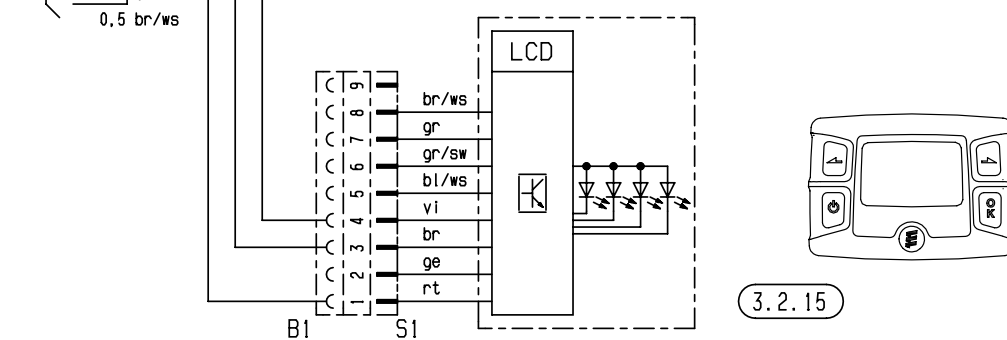 0,5 br/ws
LCD
9
8 br/ws
7 gr
6 gr/sw
5 bl/ws
4 vi
3 br
2 ge
1 rt
B1 S1
OK
3.2.15